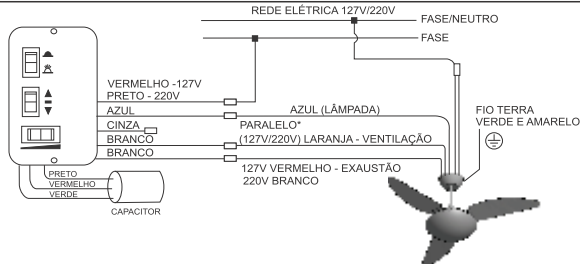 REDE ELÉTRICA 127V/220V
FASE/NEUTRO
FASE
VERMELHO -127V
PRETO - 220V
AZUL
AZUL (LÂMPADA)
CINZA
PARALELO*
BRANCO
(127V/220V) LARANJA - VENTILAÇÃO
BRANCO
127V VERMELHO - EXAUSTÃO
220V BRANCO
FIO TERRA
VERDE E AMARELO
PRETO
VERMELHO
VERDE
CAPACITOR